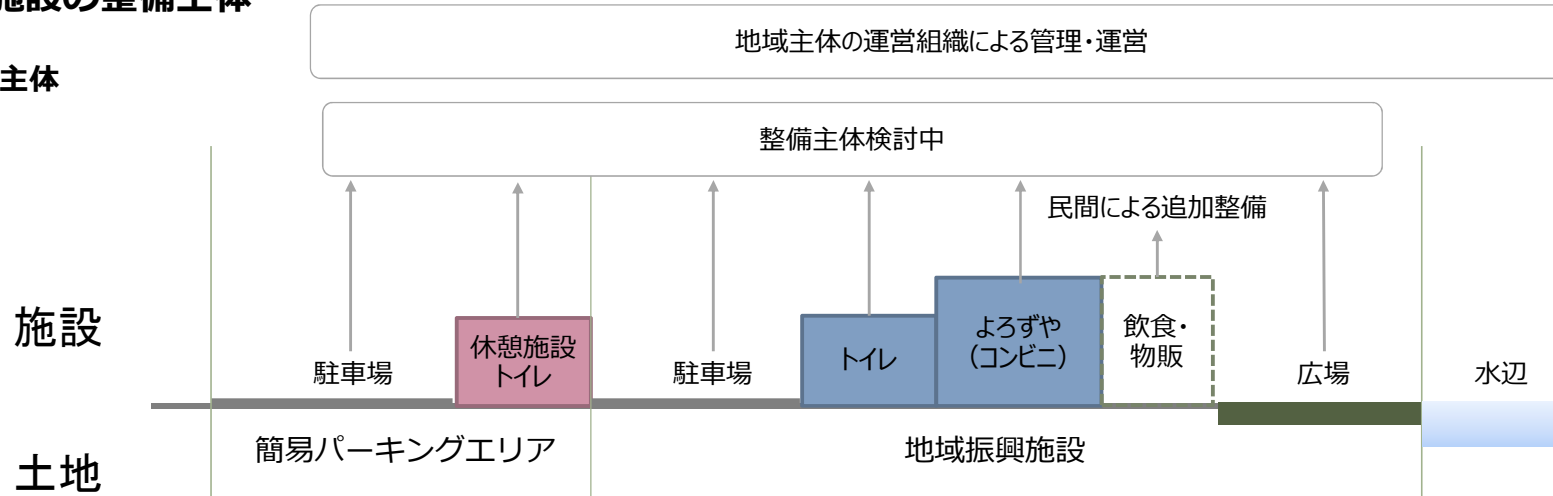 施設の整備主体
主体
地域主体の運営組織による管理・運営
整備主体検討中
民間による追加整備
施設
駐車場
休憩施設
トイレ
駐車場
トイレ
よろずや
（コンビニ）
飲食・
物販
広場
水辺
土地
簡易パーキングエリア
地域振興施設